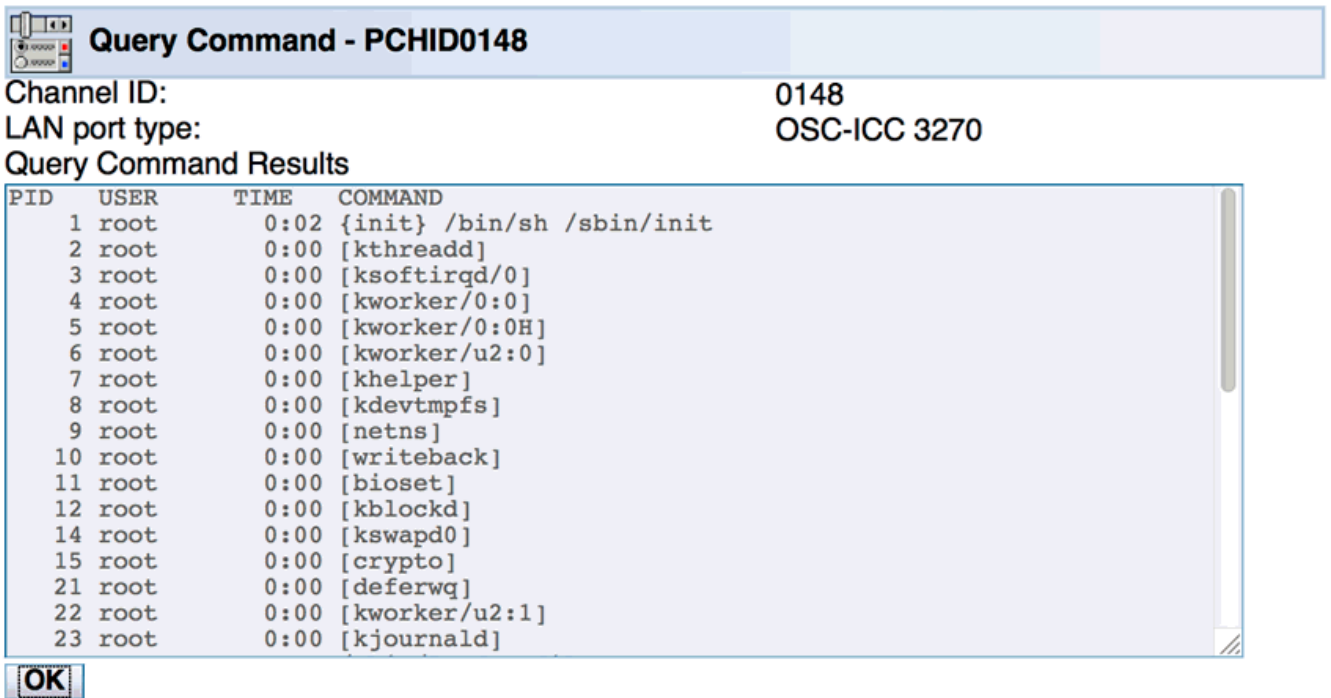 Query Command - PCHID0148
Channel ID: 0148
LAN port type: OSC-ICC 3270
Query Command Results
PID USER TIME COMMAND
1 root 0:02 {init} /bin/sh /sbin/init
2 root 0:00 [kthreadd]
3 root 0:00 [ksoftirqd/0]
4 root 0:00 [kworker/0:0]
5 root 0:00 [kworker/0:0H]
6 root 0:00 [kworker/u2:0]
7 root 0:00 [khelper]
8 root 0:00 [kdevtmpfs]
9 root 0:00 [netns]
10 root 0:00 [writeback]
11 root 0:00 [bioset]
12 root 0:00 [kblockd]
14 root 0:00 [kswapd0]
15 root 0:00 [crypto]
21 root 0:00 [deferwq]
22 root 0:00 [kworker/u2:1]
23 root 0:00 [kjournald]
OK